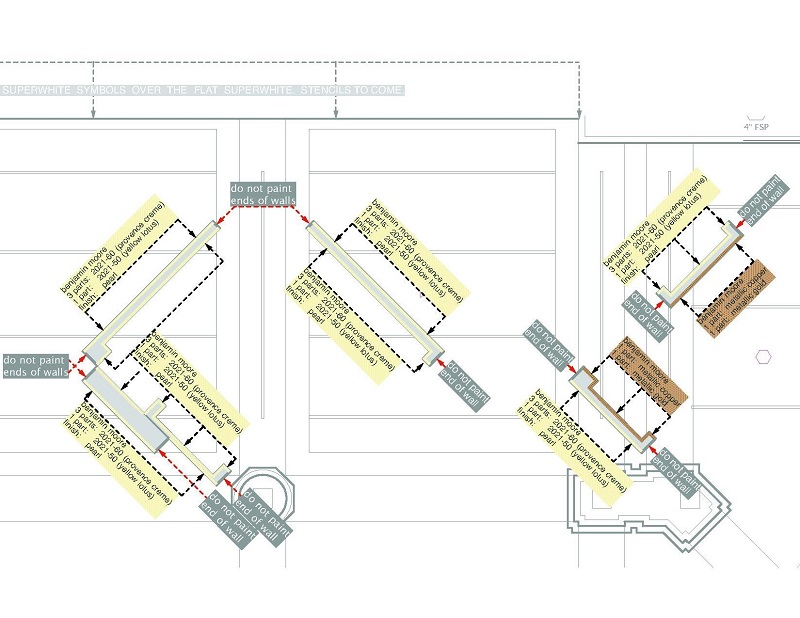 SUPERWHITE SYMBOLS OVER THE FLAT SUPERWHITE STENCILS TO COME
4" FSP
do not paint
ends of walls
benjamin moore
3 parts: 2021-60 (provence creme)
1 part: 2021-50 (yellow lotus)
finish: pearl
benjamin moore
3 parts: 2021-60 (provence creme)
1 part: 2021-50 (yellow lotus)
finish: pearl
benjamin moore
3 parts: 2021-60 (provence creme)
1 part: 2021-50 (yellow lotus)
finish: pearl
benjamin moore
3 parts: 2021-60 (provence creme)
1 part: 2021-50 (yellow lotus)
finish: pearl
do not paint
end of wall
do not paint
end of wall
benjamin moore
part: metallic copper
part: metallic gold
do not paint
ends of walls
benjamin moore
3 parts: 2021-60 (provence creme)
1 part: 2021-50 (yellow lotus)
finish: pearl
benjamin moore
3 parts: 2021-60 (provence creme)
1 part: 2021-50 (yellow lotus)
finish: pearl
do not paint
end of wall
do not paint
end of wall
benjamin moore
part: metallic copper
part: metallic gold
benjamin moore
3 parts: 2021-60 (provence creme)
1 part: 2021-50 (yellow lotus)
finish: pearl
do not paint
end of wall
do not paint
end of wall
do not paint
end of wall